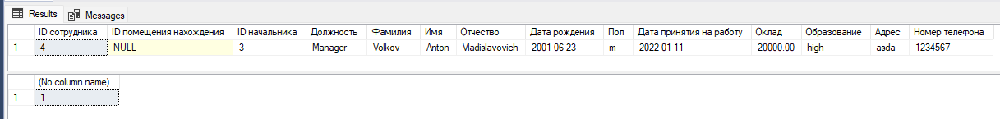 Results Messages
ID сотрудника ID помещения нахождения ID начальника Должность Фамилия Имя Отчество Дата рождения Пол Дата принятия на работу Оклад Образование Адрес Номер телефона
1 4 NULL 3 Manager Volkov Anton Vladislavovich 2001-06-23 m 2022-01-11 20000.00 high asda 1234567
(No column name)
1 1